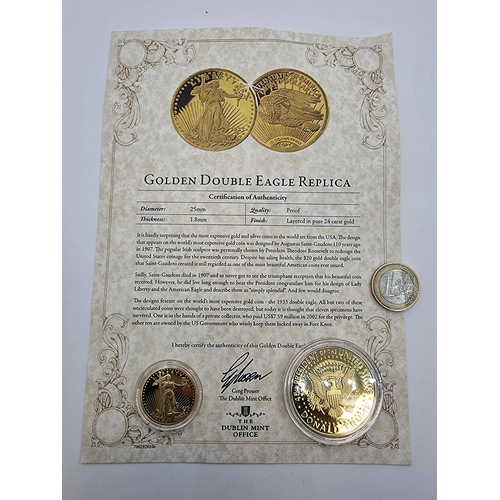 GOLDEN DOUBLE EAGLE REPLICA
Certification of Authenticity
Diameter: 25mm Quality: Proof
Thickness: 1.8mm Finish: Layered in pure 24 carat gold
It is hardly surprising that the most expensive gold and silver coins in the world are from the USA. The design
that appears on the world's most expensive gold coin was designed by Augustus Saint-Gaudens 110 years ago
in 1907. The popular Irish sculptor was personally chosen by President Theodore Roosevelt to redesign the
United States coinage for the twentieth century. Despite his ailing health, the $20 gold double eagle coin
that Saint-Gaudens created is still regarded as one of the most beautiful American coins ever issued.
Sadly, Saint-Gaudens died in 1907 and so never got to see the triumphant reception that his beautiful coin
received. However, he did live long enough to hear the President congratulate him for his design of Lady
Liberty and the American Eagle and describe them as "simply splendid". And few would disagree.
The designs feature on the world's most expensive gold coin - the 1933 double eagle. All but two of these
uncirculated coins were thought to have been destroyed, but today it is thought that eleven specimens have
survived. One is in the hands of a private collector, who paid US$7.59 million in 2002 for the privilege. The
other ten are owned by the US Government who wisely keep them locked away in Fort Knox.
I hereby certify the authenticity of this Golden Double Eagle
Greg Prosser
The Dublin Mint Office
THE
DUBLIN MINT
OFFICE
PRESIDENT OF THE UNITED
DONALD
1